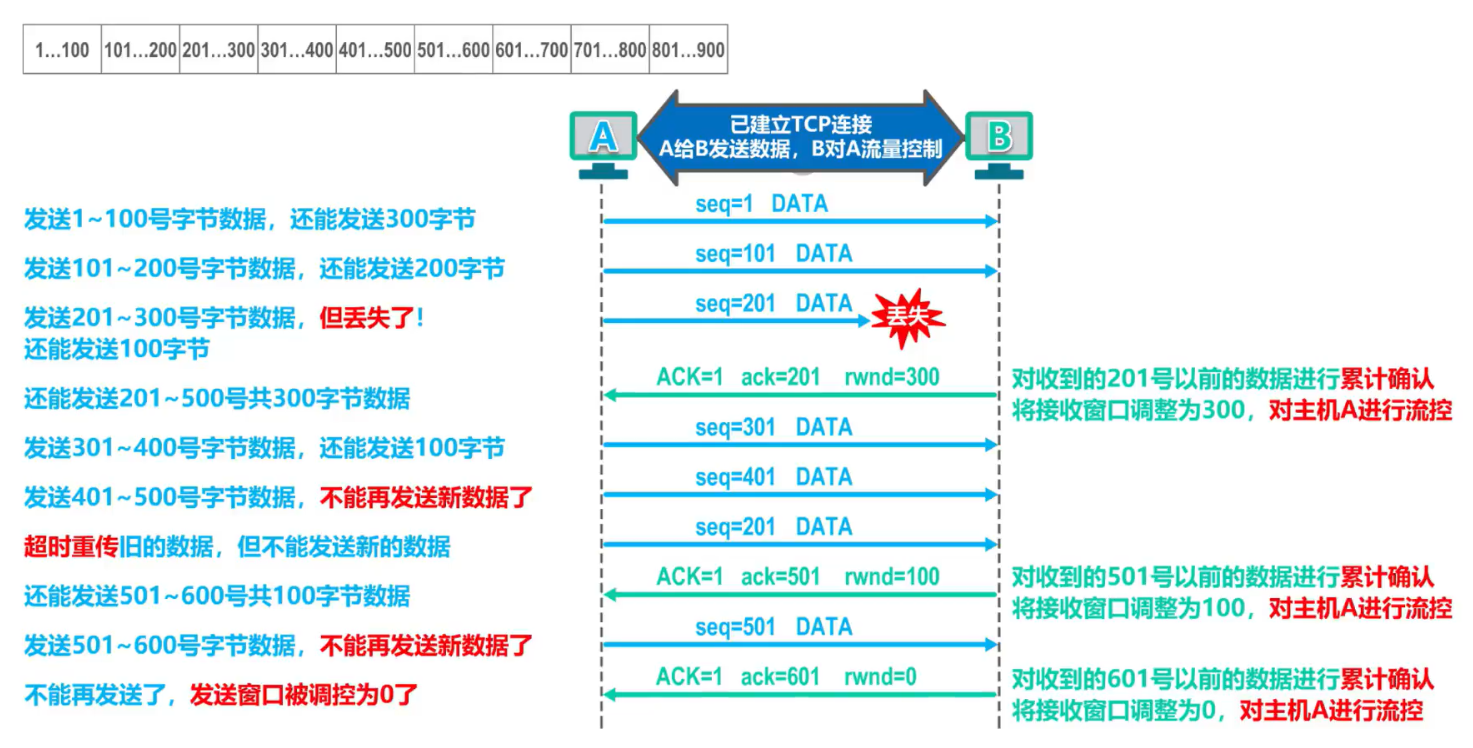 1…100 101…200 201…300 301…400 401…500 501…600 601…700 701…800 801…900
已建立TCP连接
A
A给B发送数据，B对A流量控制
B
发送1~100号字节数据，还能发送300字节
seq=1 DATA
发送101~200号字节数据，还能发送200字节
seq=101 DATA
发送201~300号字节数据，但丢失了！
还能发送100字节
seq=201 DATA
丢失
还能发送201~500号共300字节数据
ACK=1 ack=201 rwnd=300
对收到的201号以前的数据进行累计确认
将接收窗口调整为300，对主机A进行流控
发送301~400号字节数据，还能发送100字节
seq=301 DATA
发送401~500号字节数据，不能再发送新数据了
seq=401 DATA
超时重传旧的数据，但不能发送新的数据
seq=201 DATA
还能发送501~600号共100字节数据
ACK=1 ack=501 rwnd=100
对收到的501号以前的数据进行累计确认
将接收窗口调整为100，对主机A进行流控
发送501~600号字节数据，不能再发送新数据了
seq=501 DATA
不能再发送了，发送窗口被调控为0了
ACK=1 ack=601 rwnd=0
对收到的601号以前的数据进行累计确认
将接收窗口调整为0，对主机A进行流控